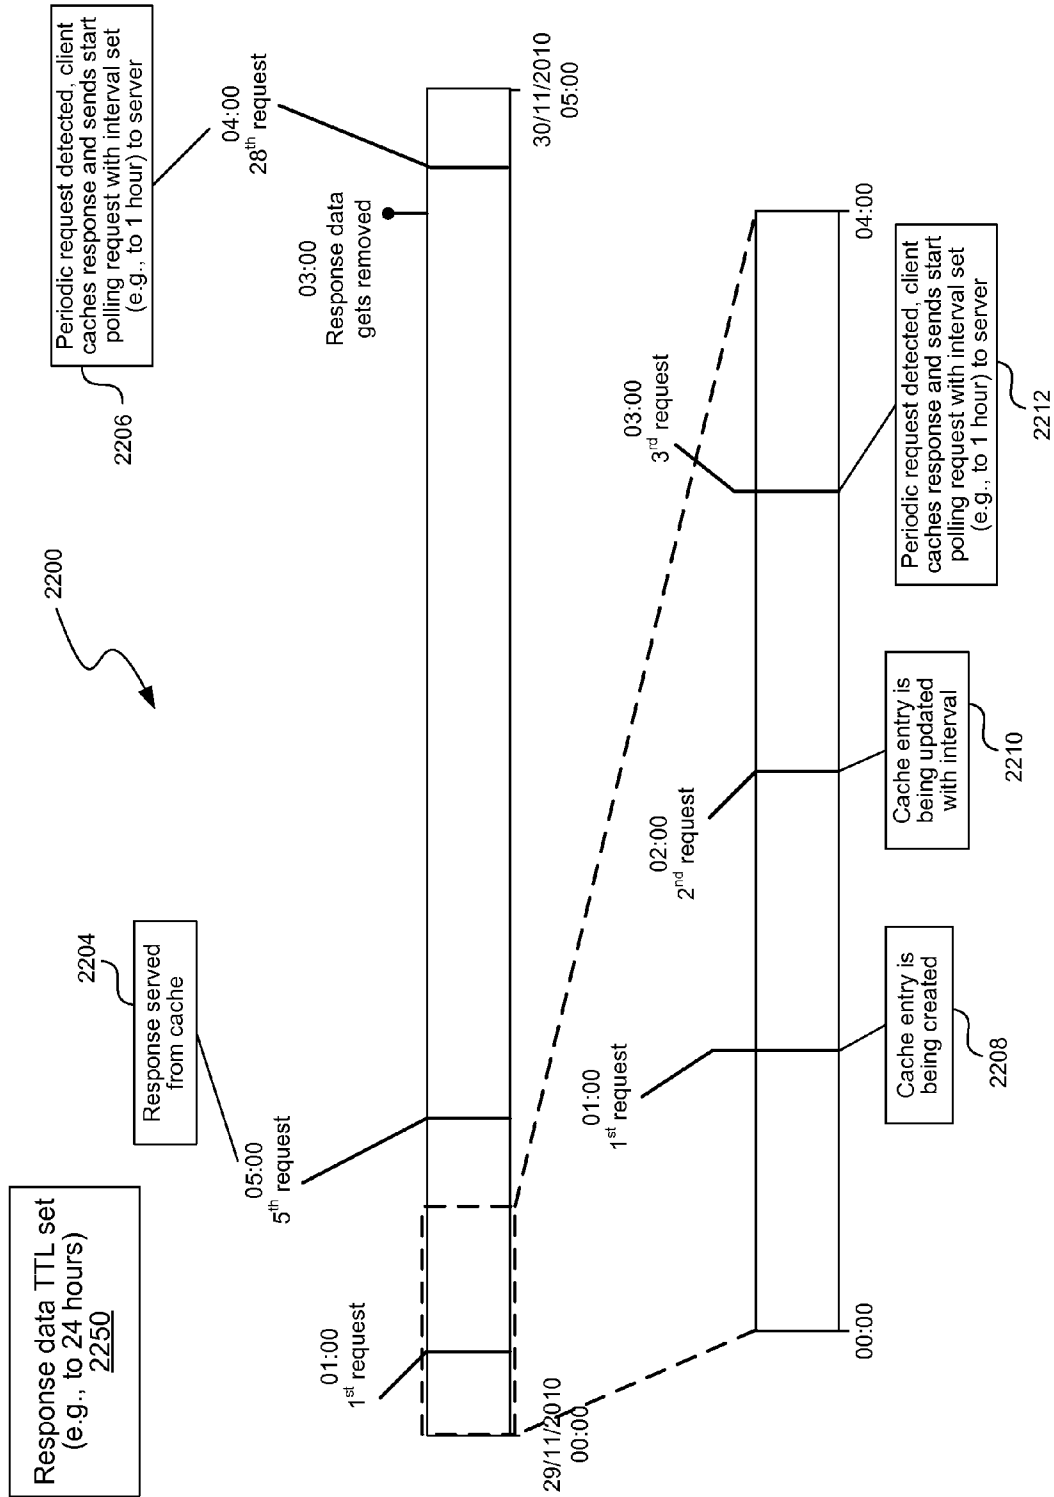 Response data TTL set
(e.g., to 24 hours)
2250
2204
Response served
from cache
2200
2206
Periodic request detected, client
caches response and sends start
polling request with interval set
(e.g., to 1 hour) to server
01:00
1st request
05:00
5th request
03:00
Response data
gets removed
04:00
28th request
29/11/2010
00:00
30/11/2010
05:00
01:00
1st request
02:00
2nd request
03:00
3rd request
00:00
04:00
Cache entry is
being created
2208
Cache entry is
being updated
with interval
2210
Periodic request detected, client
caches response and sends start
polling request with interval set
(e.g., to 1 hour) to server
2212